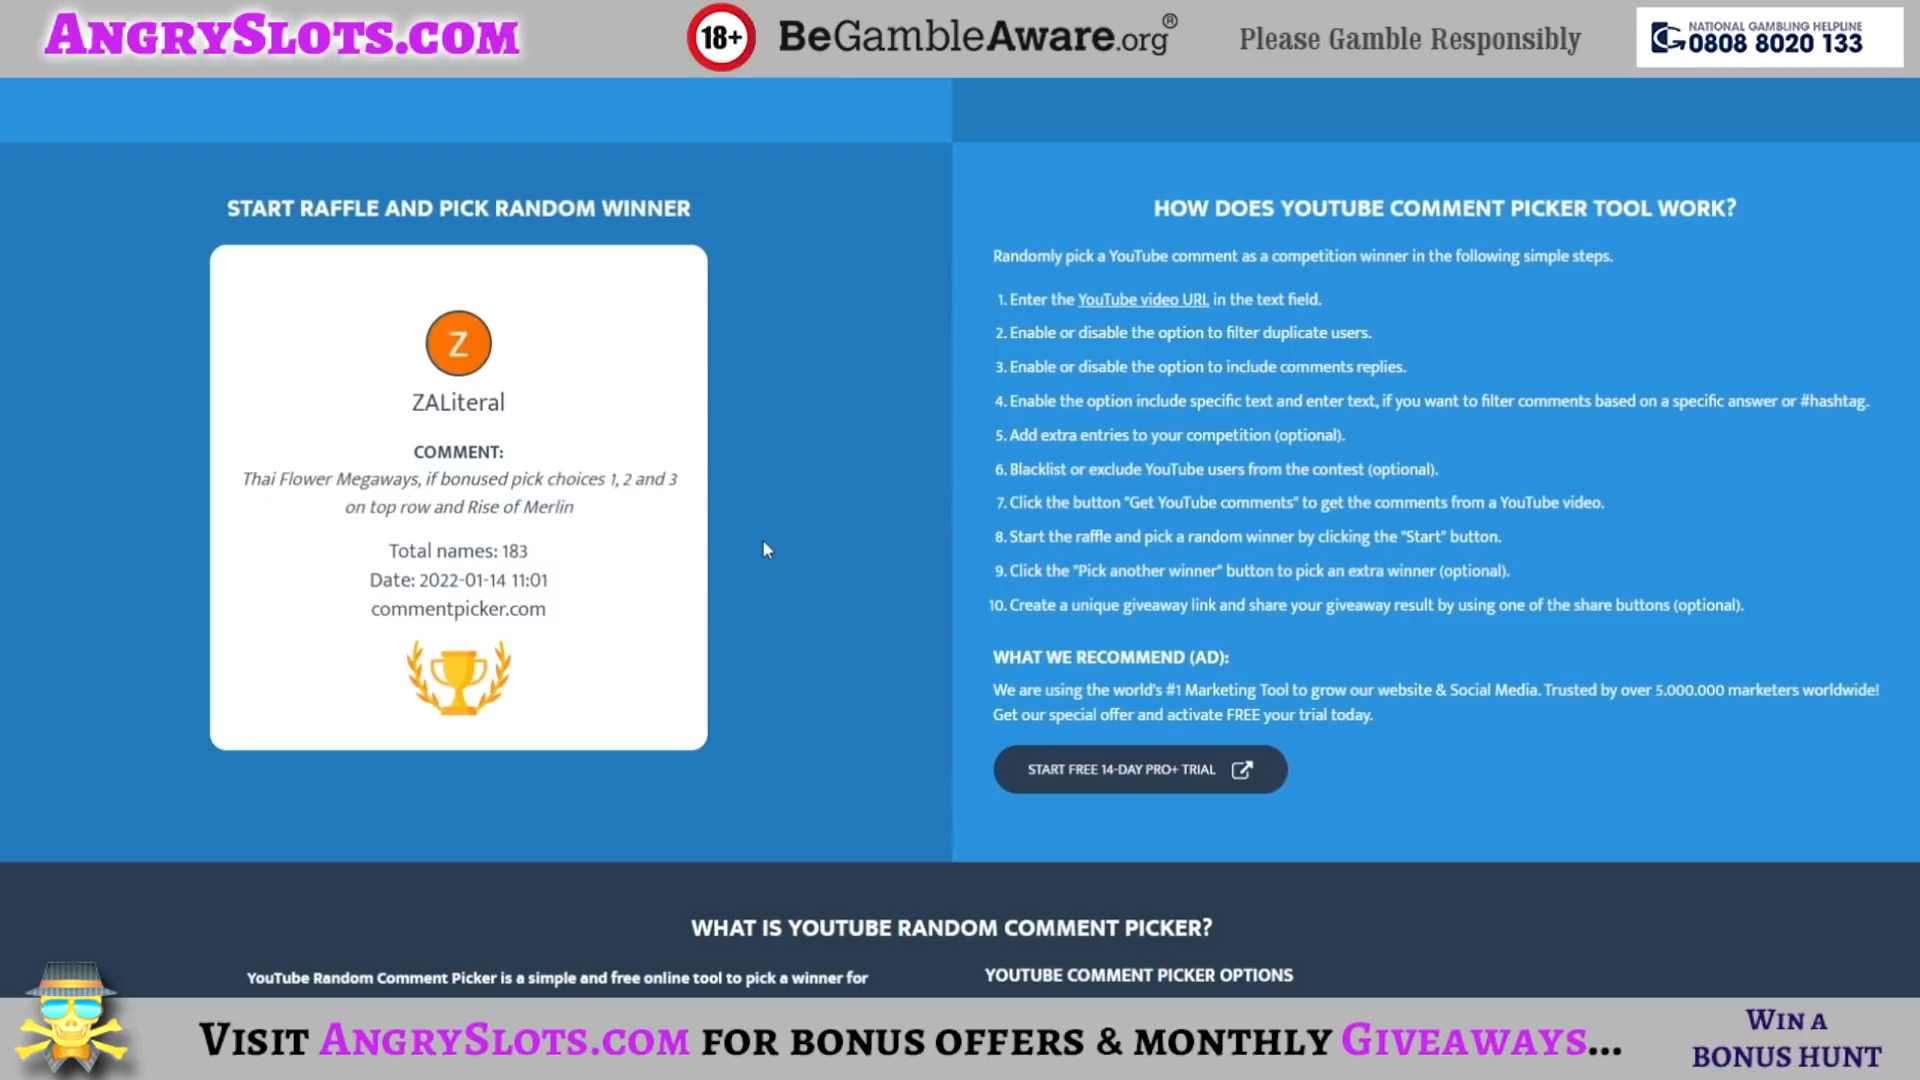 ANGRYSLOTS.COM
18+
BeGambleAware.org®
Please Gamble Responsibly
NATIONAL GAMBLING HELPLINE
0808 8020 133
START RAFFLE AND PICK RANDOM WINNER
Z
ZALiteral
COMMENT:
Thai Flower Megaways, if bonused pick choices 1, 2 and 3
on top row and Rise of Merlin
Total names: 183
Date: 2022-01-14 11:01
commentpicker.com
HOW DOES YOUTUBE COMMENT PICKER TOOL WORK?
Randomly pick a YouTube comment as a competition winner in the following simple steps.
1. Enter the YouTube video URL in the text field.
2. Enable or disable the option to filter duplicate users.
3. Enable or disable the option to include comments replies.
4. Enable the option include specific text and enter text, if you want to filter comments based on a specific answer or #hashtag.
5. Add extra entries to your competition (optional).
6. Blacklist or exclude YouTube users from the contest (optional).
7. Click the button "Get YouTube comments" to get the comments from a YouTube video.
8. Start the raffle and pick a random winner by clicking the "Start" button.
9. Click the "Pick another winner" button to pick an extra winner (optional).
10. Create a unique giveaway link and share your giveaway result by using one of the share buttons (optional).
WHAT WE RECOMMEND (AD):
We are using the world's #1 Marketing Tool to grow our website & Social Media. Trusted by over 5.000.000 marketers worldwide!
Get our special offer and activate FREE your trial today.
START FREE 14-DAY PRO+ TRIAL
WHAT IS YOUTUBE RANDOM COMMENT PICKER?
YouTube Random Comment Picker is a simple and free online tool to pick a winner for
YOUTUBE COMMENT PICKER OPTIONS
VISIT ANGRYSLOTS.COM FOR BONUS OFFERS & MONTHLY GIVEAWAYS...
WIN A
BONUS HUNT